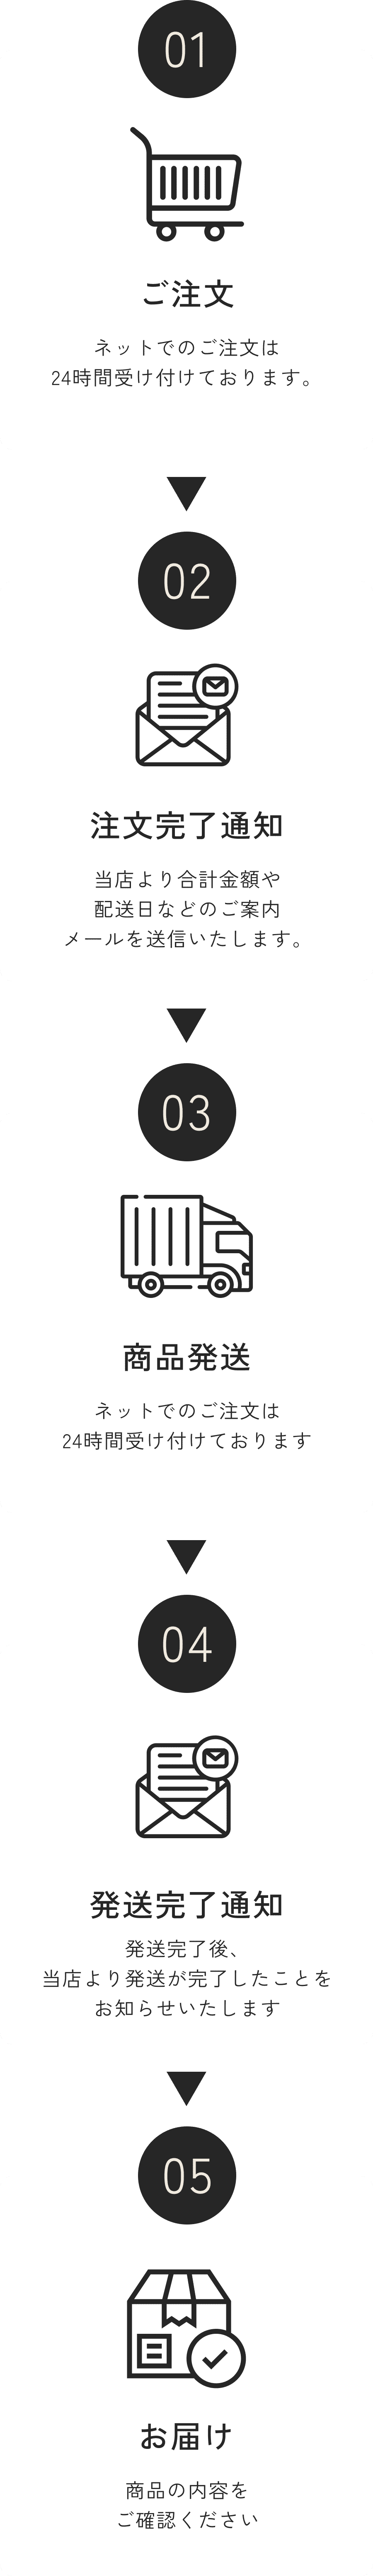 01
ご注文
ネットでのご注文は
24時間受け付けております。
02
注文完了通知
当店より合計金額や
配送日などのご案内
メールを送信いたします。
03
商品発送
ネットでのご注文は
24時間受け付けております
04
発送完了通知
発送完了後、
当店より発送が完了したことを
お知らせいたします
05
お届け
商品の内容を
ご確認ください